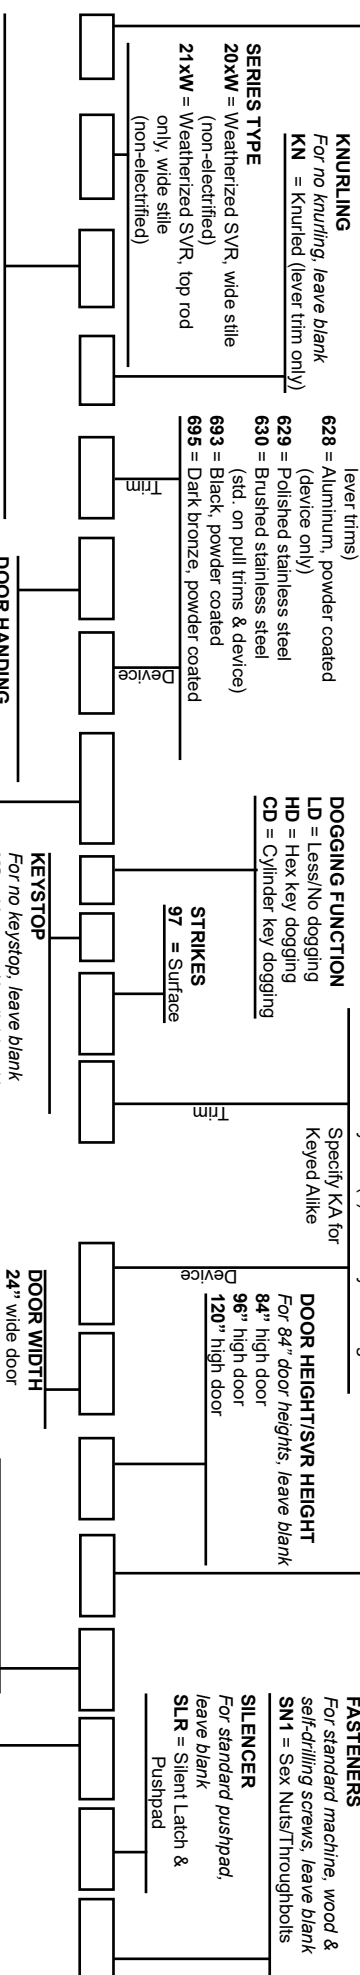 KNURLING
For no knurling, leave blank
KN = Knurled (lever trim only)
SERIES TYPE
20xW = Weatherized SVR, wide stile
(non-electrified)
21xW = Weatherized SVR, top rod
only, wide stile
(non-electrified)
lever trims)
628 = Aluminum, powder coated
(device only)
629 = Polished stainless steel
630 = Brushed stainless steel
(std. on pull trims & device)
693 = Black, powder coated
695 = Dark bronze, powder coated
Trim
Device
DOOR HANDING
DOGGING FUNCTION
LD = Less/No dogging
HD = Hex key dogging
CD = Cylinder key dogging
STRIKES
97 = Surface
KEYSTOP
For no keystop, leave blank
Specify KA for
Keyed Alike
Trim
Device
DOOR HEIGHT/SVR HEIGHT
For 84” door heights, leave blank
84” high door
96” high door
120” high door
DOOR WIDTH
24” wide door
FASTENERS
For standard machine, wood &
self-drilling screws, leave blank
SN1 = Sex Nuts/Throughbolts
SILENCER
For standard pushpad,
leave blank
SLR = Silent Latch &
Pushpad